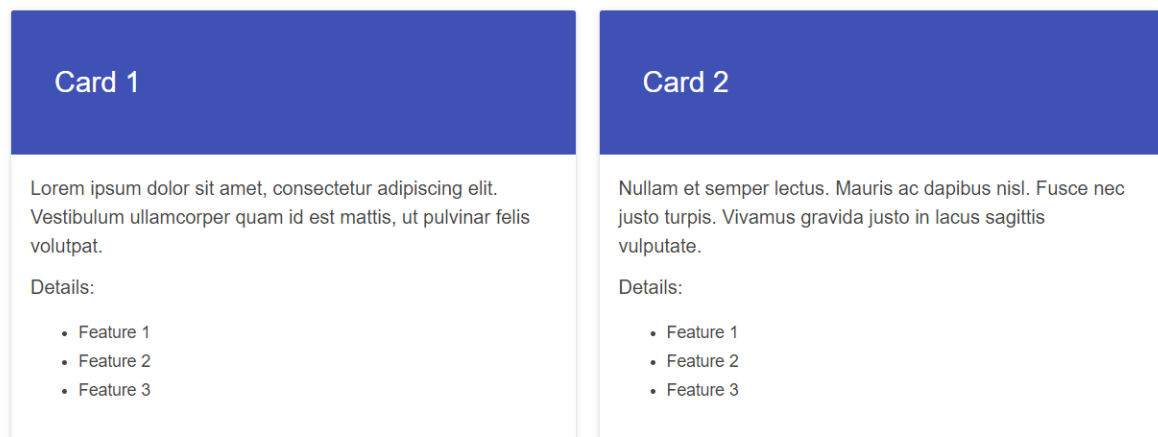 Card 1
Lorem ipsum dolor sit amet, consectetur adipiscing elit.
Vestibulum ullamcorper quam id est mattis, ut pulvinar felis
volutpat.
Details:
• Feature 1
• Feature 2
• Feature 3
Card 2
Nullam et semper lectus. Mauris ac dapibus nisl. Fusce nec
justo turpis. Vivamus gravida justo in lacus sagittis
vulputate.
Details:
• Feature 1
• Feature 2
• Feature 3